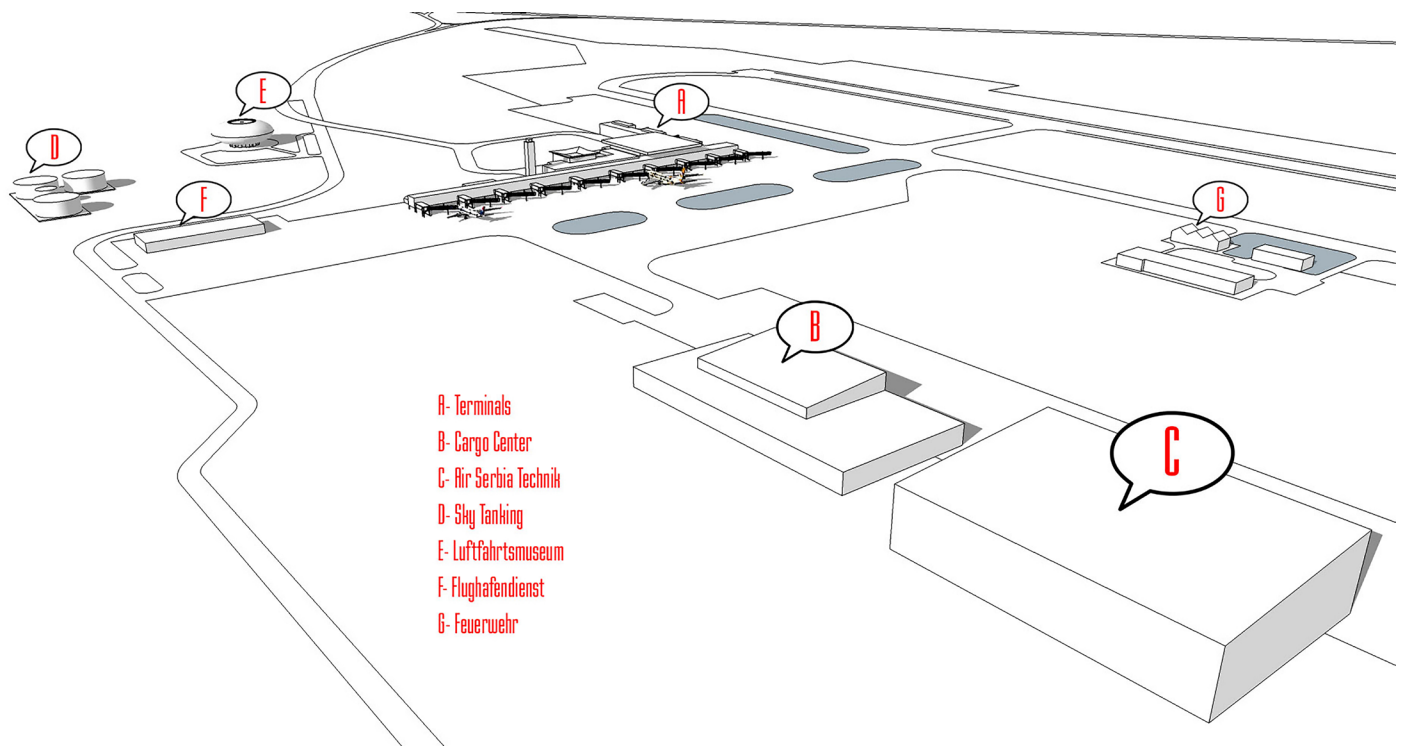 E
A
D
F
G
B
C
A- Terminals
B- Cargo Center
C- Air Serbia Technik
D- Sky Tanking
E- Luftfahrtsmuseum
F- Flughafendienst
G- Feuerwehr